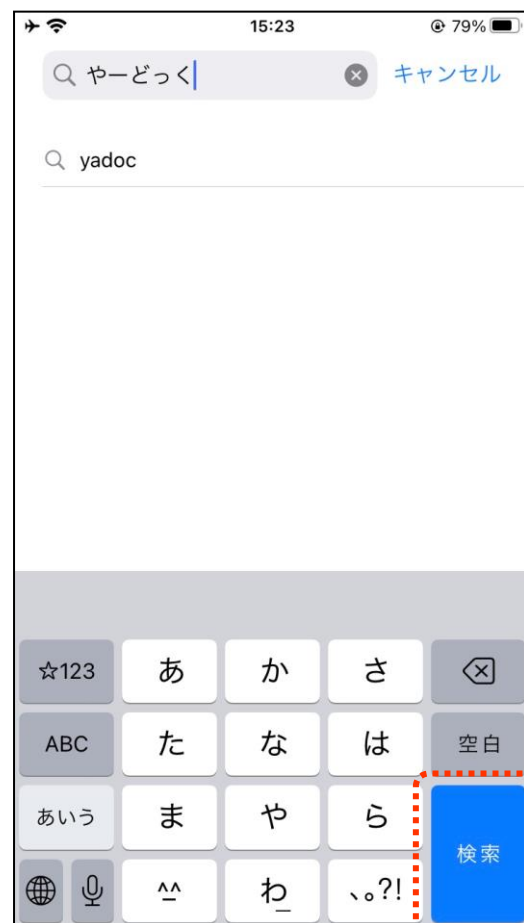 15:23 79%
やーどっく キャンセル
yadoc
☆123 あ か さ
ABC た な は 空白
あいう ま や ら 検索
^^ わ_ 、。?!